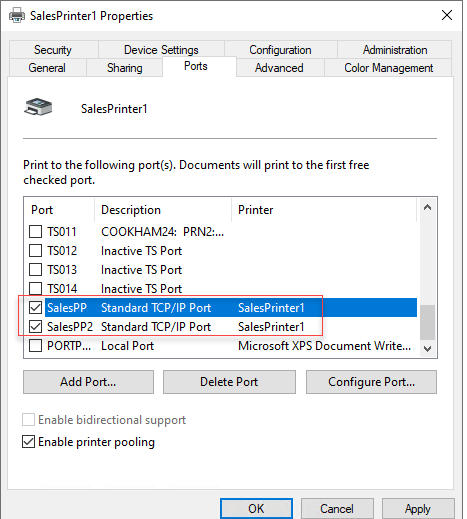 SalesPrinter1 Properties
Security Device Settings Configuration Administration
General Sharing Ports Advanced Color Management
SalesPrinter1
Print to the following port(s). Documents will print to the first free
checked port.
Port Description Printer
TS011 COOKHAM24: PRN2:...
TS012 Inactive TS Port
TS013 Inactive TS Port
TS014 Inactive TS Port
SalesPP Standard TCP/IP Port SalesPrinter1
SalesPP2 Standard TCP/IP Port SalesPrinter1
PORTP... Local Port Microsoft XPS Document Write...
Add Port... Delete Port Configure Port...
Enable bidirectional support
Enable printer pooling
OK Cancel Apply